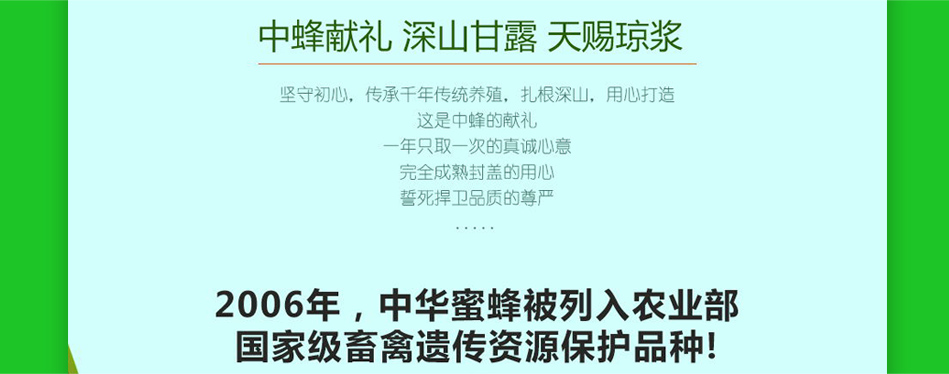 中蜂献礼 深山甘露 天赐琼浆
坚守初心，传承千年传统养殖，扎根深山，用心打造
这是中蜂的献礼
一年只取一次的真诚心意
完全成熟封盖的用心
誓死捍卫品质的尊严
·····
2006年，中华蜜蜂被列入农业部
国家级畜禽遗传资源保护品种!